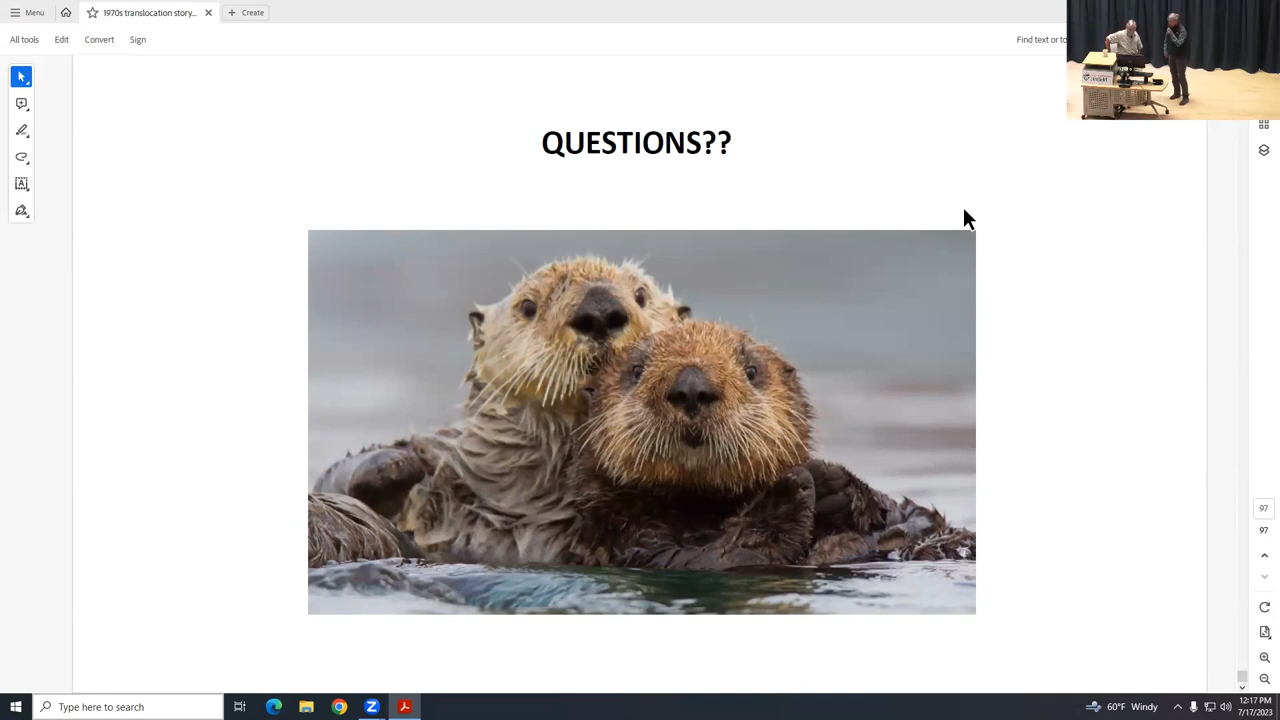 Menu
1970s translocation story...
Create
All tools
Edit
Convert
Sign
Find text or to
QUESTIONS??
97
97
Type here to search
60°F Windy
12:17 PM
7/17/2023